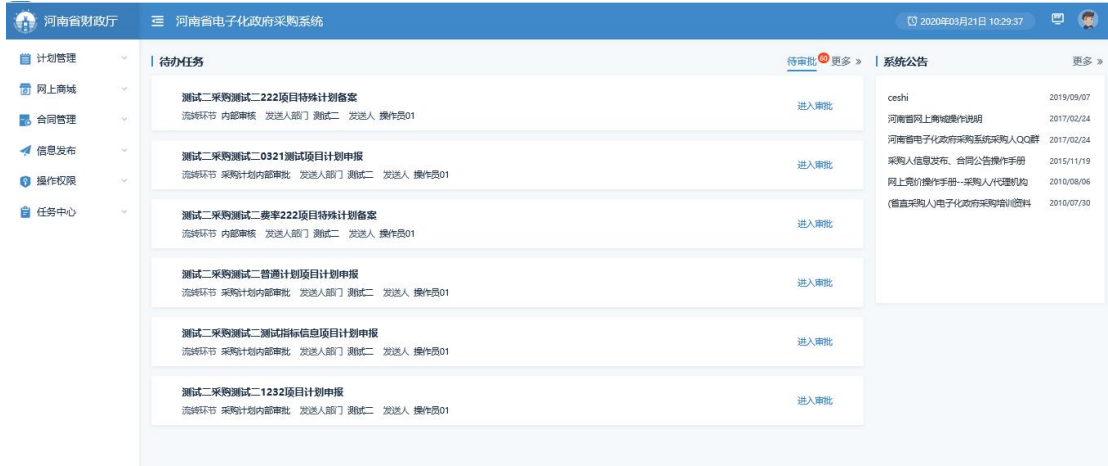 河南省财政厅
河南省电子化政府采购系统
2020年03月21日 10:29:37
计划管理
网上商城
合同管理
信息发布
操作权限
任务中心
待办任务
待审批 60 更多 »
测试二采购测试二222项目特殊计划备案
流转环节 内部审核 发送人部门 测试二 发送人 操作员01
进入审批
测试二采购测试二0321测试项目计划申报
流转环节 采购计划内部审批 发送人部门 测试二 发送人 操作员01
进入审批
测试二采购测试二费率222项目特殊计划备案
流转环节 内部审核 发送人部门 测试二 发送人 操作员01
进入审批
测试二采购测试二普通计划项目计划申报
流转环节 采购计划内部审批 发送人部门 测试二 发送人 操作员01
进入审批
测试二采购测试二测试指标信息项目计划申报
流转环节 采购计划内部审批 发送人部门 测试二 发送人 操作员01
进入审批
测试二采购测试二1232项目计划申报
流转环节 采购计划内部审批 发送人部门 测试二 发送人 操作员01
进入审批
系统公告 更多 »
ceshi 2019/09/07
河南省网上商城操作说明 2017/02/24
河南省电子化政府采购系统采购人QQ群 2017/02/24
采购人信息发布、合同公告操作手册 2015/11/19
网上竞价操作手册--采购人/代理机构 2010/08/06
(省直采购人)电子化政府采购培训资料 2010/07/30